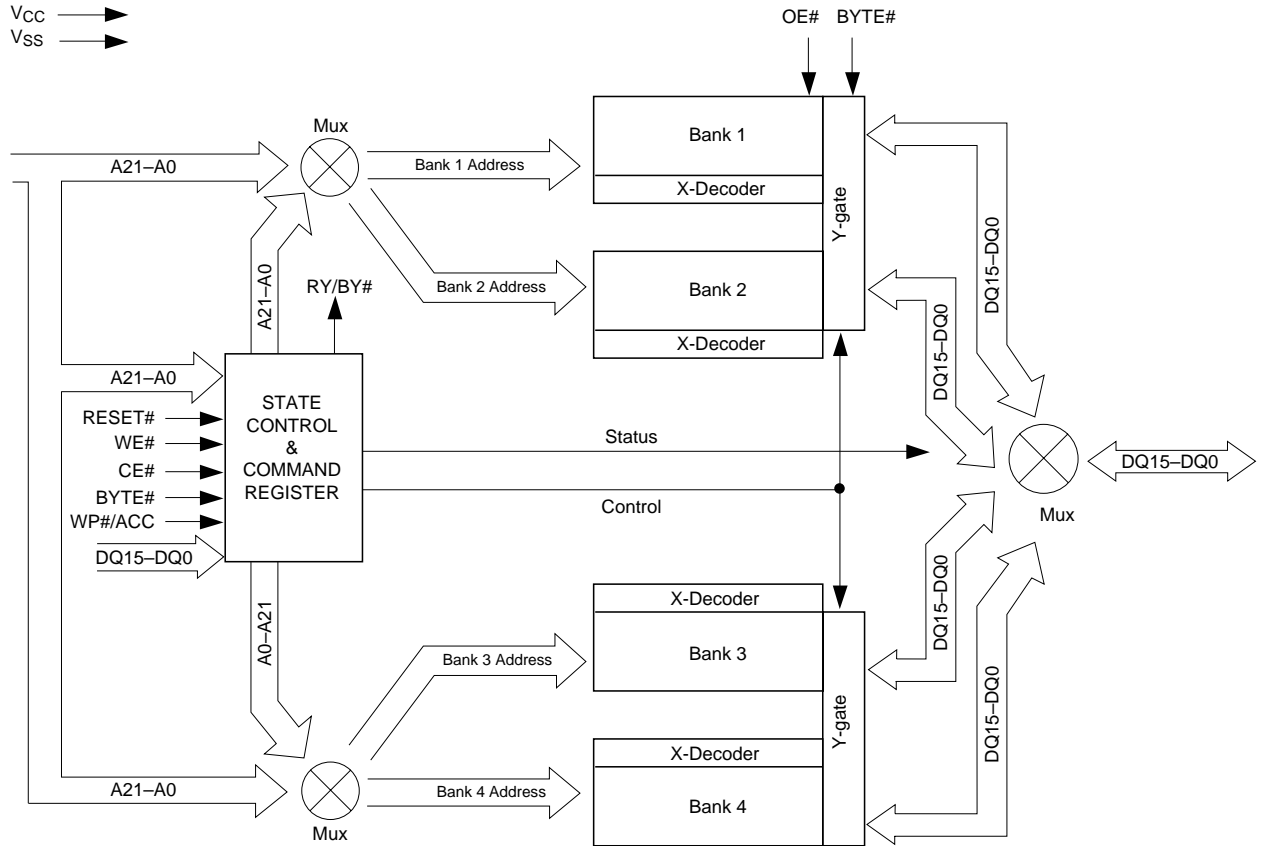 VCC
VSS
OE# BYTE#
Mux
A21–A0
Bank 1 Address
Bank 1
X-Decoder
Y-gate
DQ15–DQ0
A21–A0
RY/BY#
Bank 2 Address
Bank 2
X-Decoder
DQ15–DQ0
A21–A0
RESET#
WE#
CE#
BYTE#
WP#/ACC
DQ15–DQ0
STATE
CONTROL
&
COMMAND
REGISTER
Status
Control
DQ15–DQ0
Mux
A0–A21
Bank 3 Address
X-Decoder
Bank 3
Y-gate
DQ15–DQ0
DQ15–DQ0
A21–A0
Mux
Bank 4 Address
X-Decoder
Bank 4